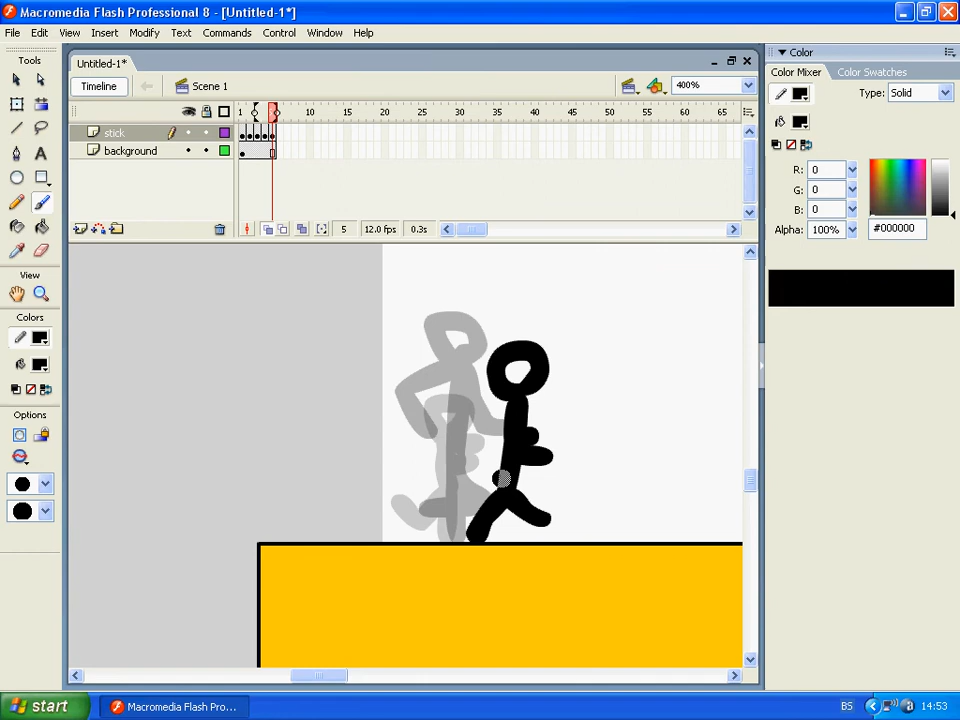 Macromedia Flash Professional 8 - [Untitled-1*]
File Edit View Insert Modify Text Commands Control Window Help
Tools
Untitled-1*
Color
Timeline
Scene 1
400%
Color Mixer
Color Swatches
Type: Solid
1 5 10 15 20 25 30 35 40 45 50 55 60 65
stick
background
R: 0
G: 0
B: 0
Alpha: 100%
#000000
5
12.0 fps
0.3s
View
Colors
Options
start
Macromedia Flash Pro...
BS
14:53